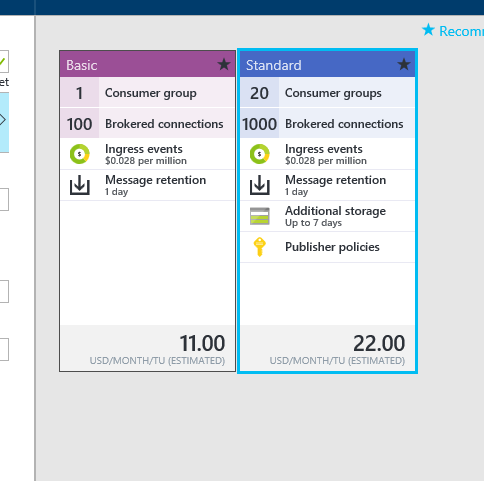 Recom
et
Basic
1 Consumer group
100 Brokered connections
Ingress events
$0.028 per million
Message retention
1 day
11.00
USD/MONTH/TU (ESTIMATED)
Standard
20 Consumer groups
1000 Brokered connections
Ingress events
$0.028 per million
Message retention
1 day
Additional storage
Up to 7 days
Publisher policies
22.00
USD/MONTH/TU (ESTIMATED)